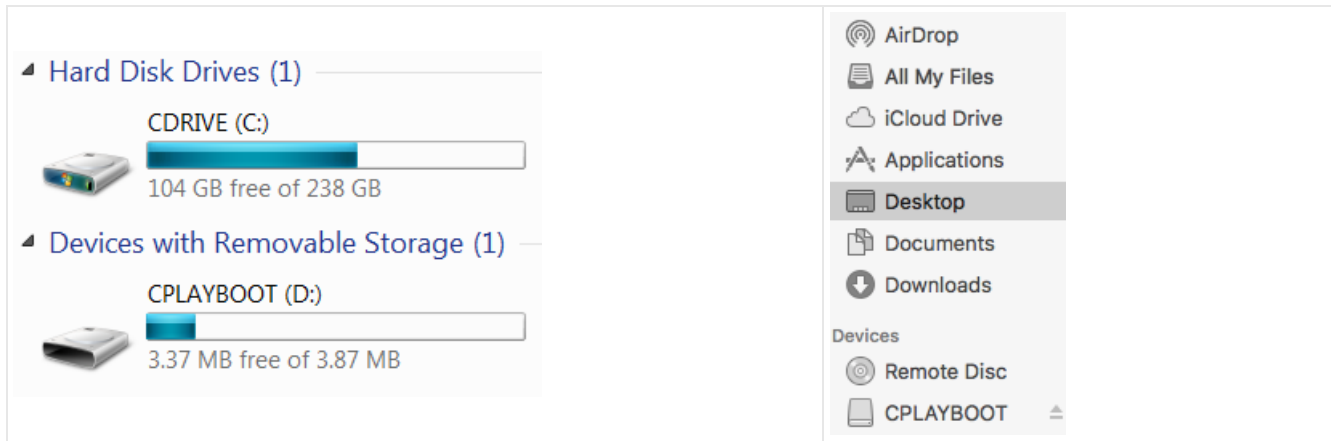 Hard Disk Drives (1)
CDRIVE (C:)
104 GB free of 238 GB
Devices with Removable Storage (1)
CPLAYBOOT (D:)
3.37 MB free of 3.87 MB
AirDrop
All My Files
iCloud Drive
Applications
Desktop
Documents
Downloads
Devices
Remote Disc
CPLAYBOOT